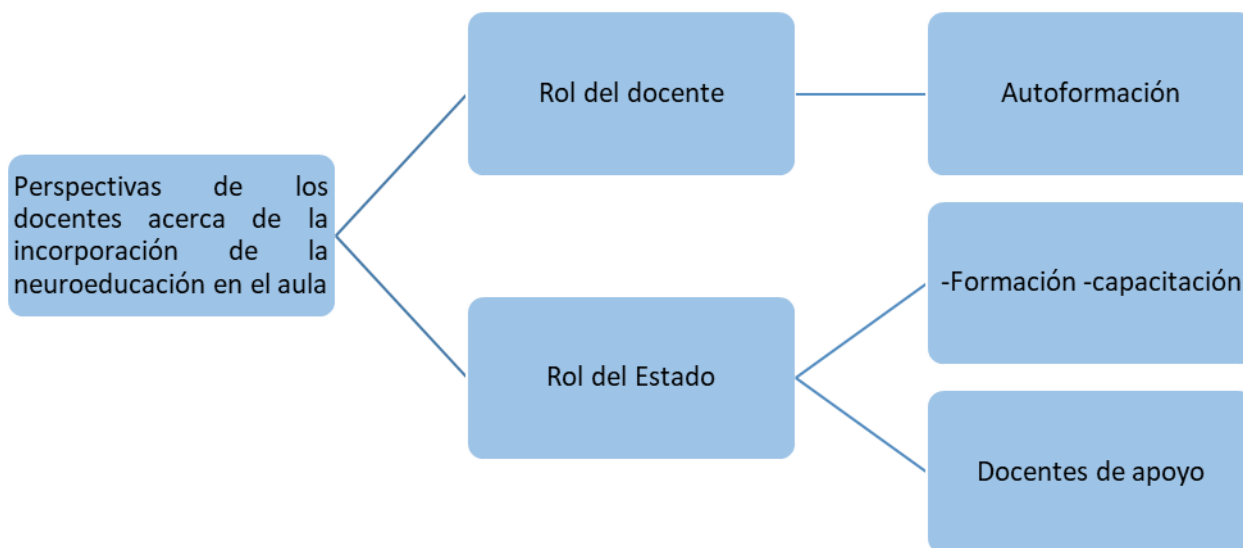 Perspectivas de los
docentes acerca de la
incorporación de la
neuroeducación en el aula
Rol del docente
Autoformación
Rol del Estado
-Formación -capacitación
Docentes de apoyo